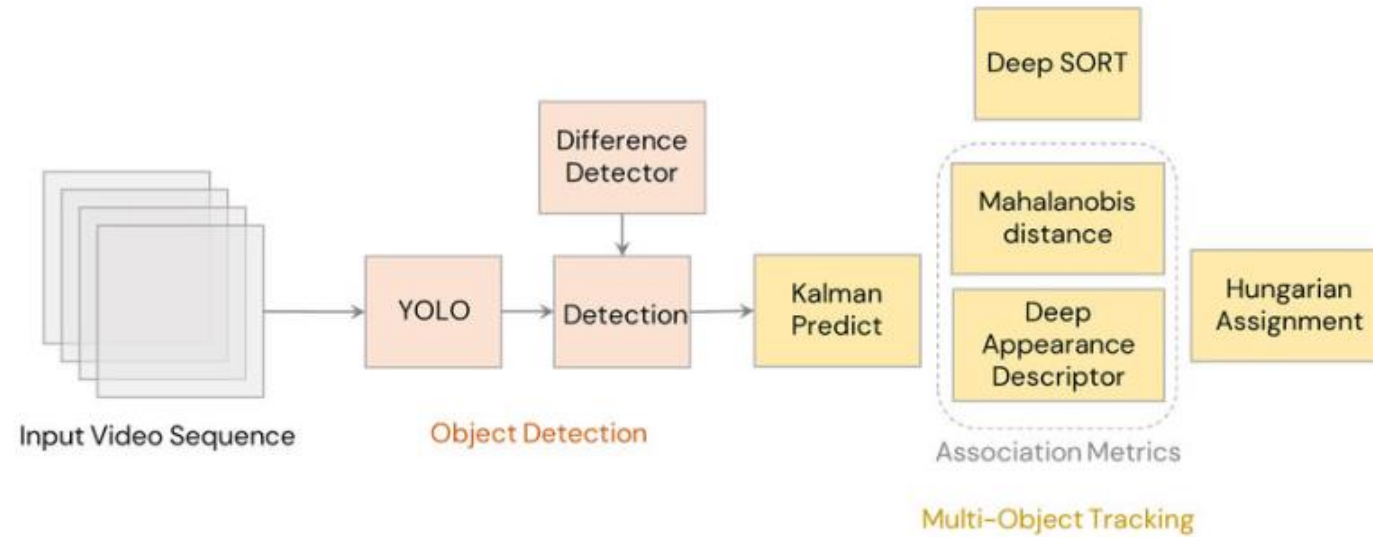 Deep SORT
Difference
Detector
Mahalanobis
distance
YOLO
Detection
Kalman
Predict
Deep
Appearance
Descriptor
Hungarian
Assignment
Input Video Sequence
Object Detection
Association Metrics
Multi-Object Tracking